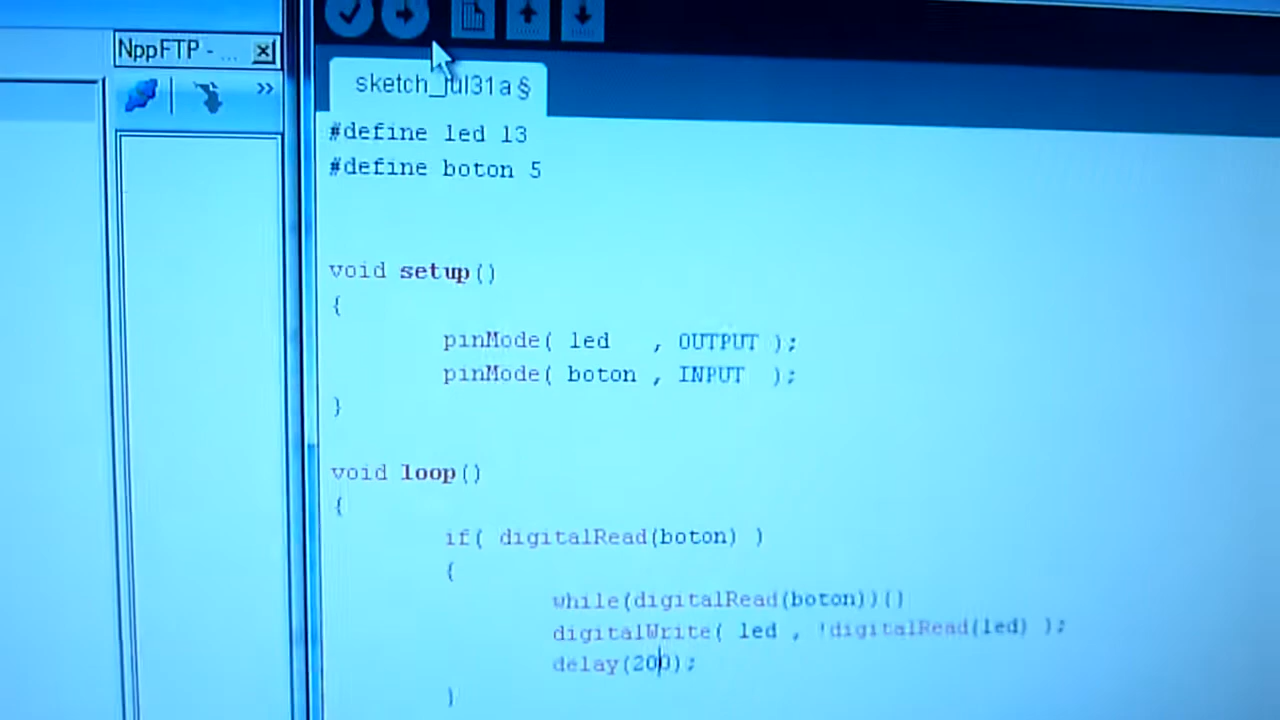 NppFTP - ...
sketch_jul31a §
#define led 13
#define boton 5
void setup()
{
pinMode( led , OUTPUT );
pinMode( boton , INPUT );
}
void loop()
{
if( digitalRead(boton) )
{
while(digitalRead(boton)){}
digitalWrite( led , !digitalRead(led) );
delay(200);
}